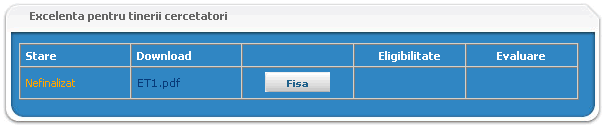 Excelenta pentru tinerii cercetatori
Stare Download Eligibilitate Evaluare
Nefinalizat ET1.pdf Fisa